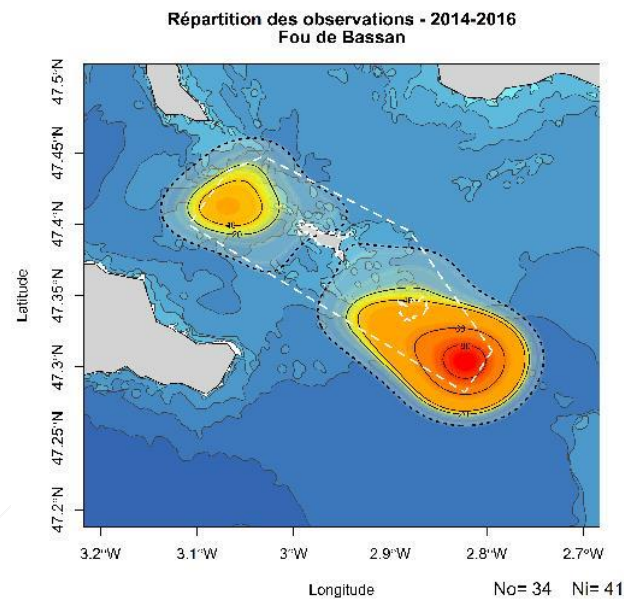 Répartition des observations - 2014-2016
Fou de Bassan
47.5°N
47.45°N
47.4°N
47.35°N
47.3°N
47.25°N
47.2°N
Latitude
3.2°W 3.1°W 3°W 2.9°W 2.8°W 2.7°W
Longitude
No= 34 Ni= 41